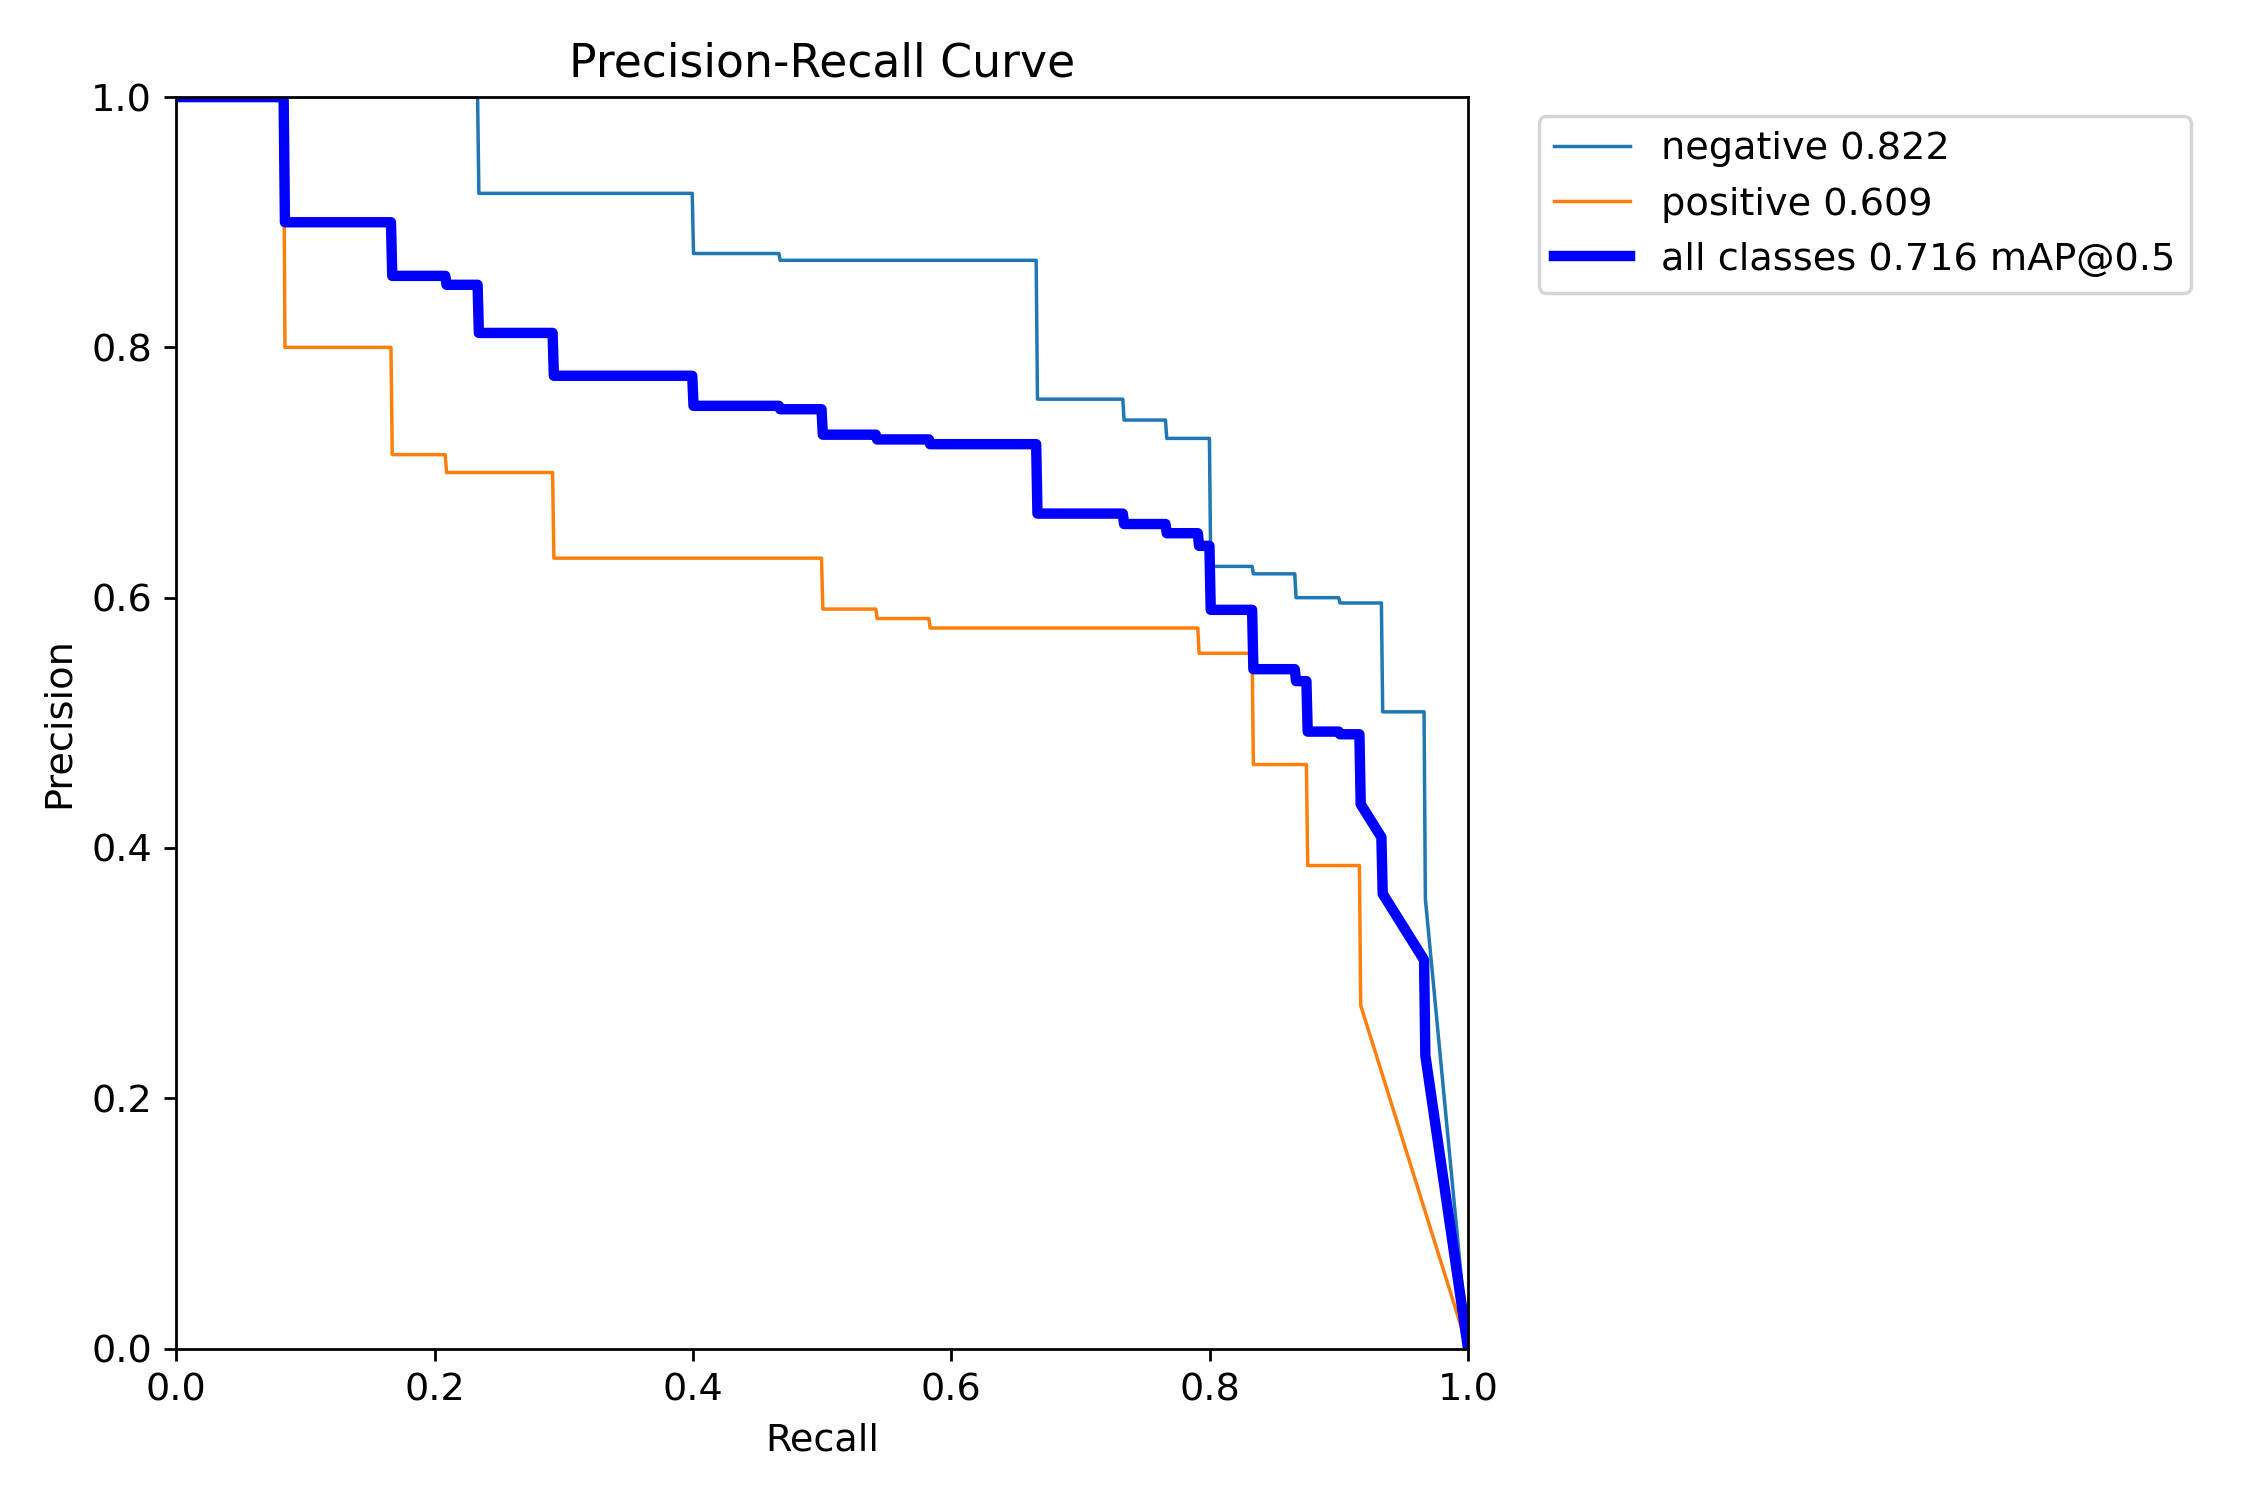 Precision-Recall Curve
1.0
0.8
0.6
0.4
0.2
0.0
Precision
0.0 0.2 0.4 0.6 0.8 1.0
Recall
negative 0.822
positive 0.609
all classes 0.716 mAP@0.5